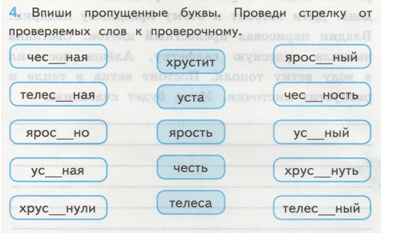 4. Впиши пропущенные буквы. Проведи стрелку от
проверяемых слов к проверочному.
чес__ная хрустит ярос__ный
телес__ная уста чес__ность
ярос__но ярость ус__ный
ус__ная честь хрус__нуть
хрус__нули телеса телес__ный